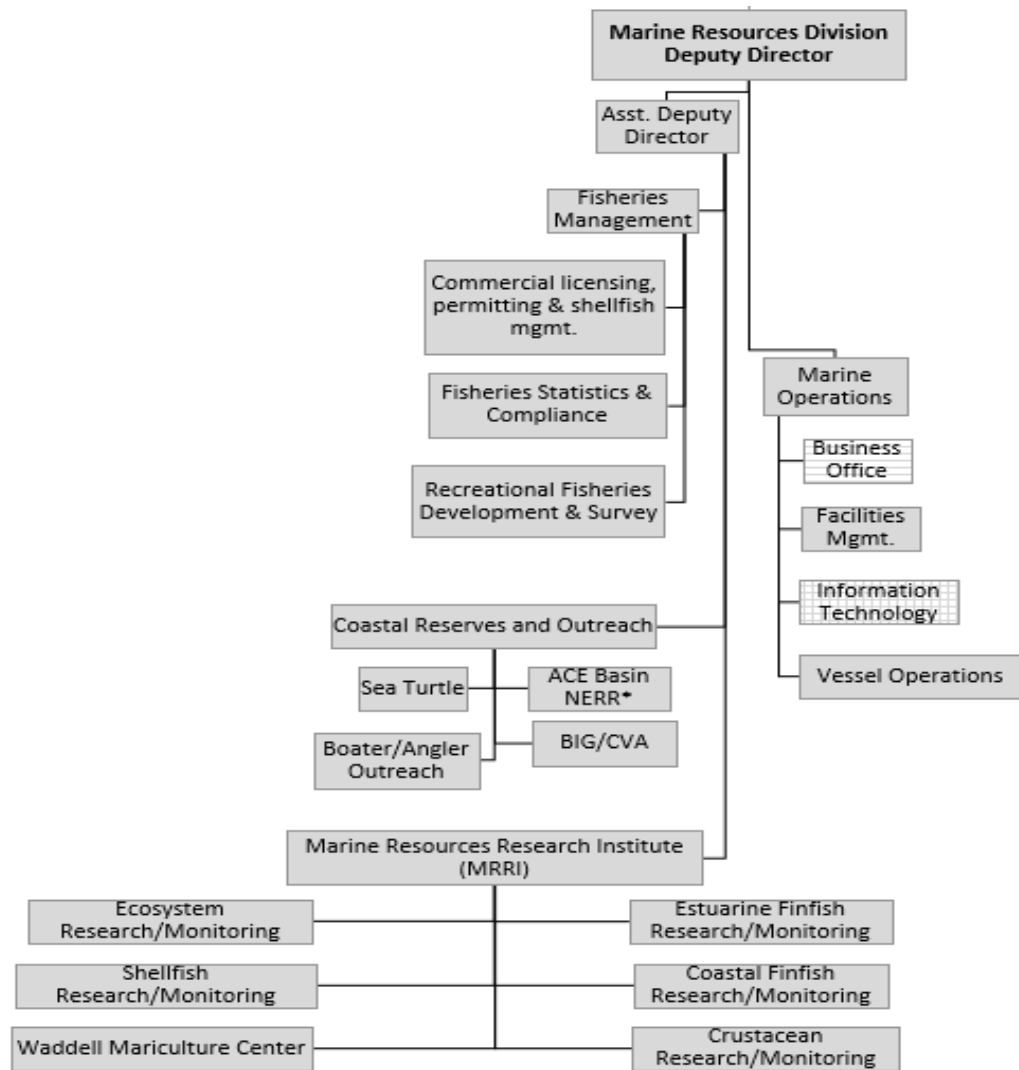 Marine Resources Division
Deputy Director
Asst. Deputy
Director
Fisheries
Management
Commercial licensing,
permitting & shellfish
mgmt.
Fisheries Statistics &
Compliance
Recreational Fisheries
Development & Survey
Marine
Operations
Business
Office
Facilities
Mgmt.
Information
Technology
Vessel Operations
Coastal Reserves and Outreach
Sea Turtle
ACE Basin
NERR*
Boater/Angler
Outreach
BIG/CVA
Marine Resources Research Institute
(MRRI)
Ecosystem
Research/Monitoring
Estuarine Finfish
Research/Monitoring
Shellfish
Research/Monitoring
Coastal Finfish
Research/Monitoring
Waddell Mariculture Center
Crustacean
Research/Monitoring